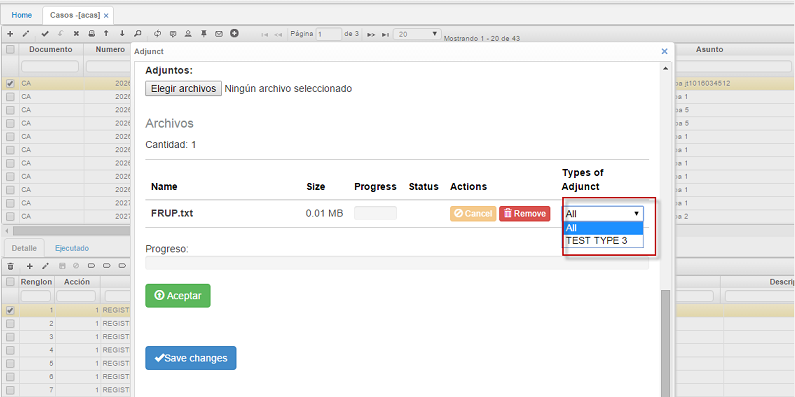 Home
Casos -[acas] ×
Página 1 de 3
20
Mostrando 1 - 20 de 43
Documento
Numero
Adjunct
×
Asunto
Adjuntos:
Elegir archivos Ningún archivo seleccionado
Archivos
Cantidad: 1
Name
Size
Progress
Status
Actions
Types of
Adjunct
FRUP.txt
0.01 MB
Cancel
Remove
All
All
TEST TYPE 3
Progreso:
Aceptar
Save changes
CA 2026
jt1016034512
CA 2026
1
CA 2026
5
CA 2026
5
CA 2026
1
CA 2026
1
CA 2026
1
CA 2026
1
CA 2026
1
CA 2027
1
CA 2027
2
Detalle
Ejecutado
Renglon
Acción
Descrip
1 1 REGIST
2 1 REGIST
3 1 REGIST
4 1 REGIST
5 1 REGIST
6 1 REGIST
7 1 REGIST